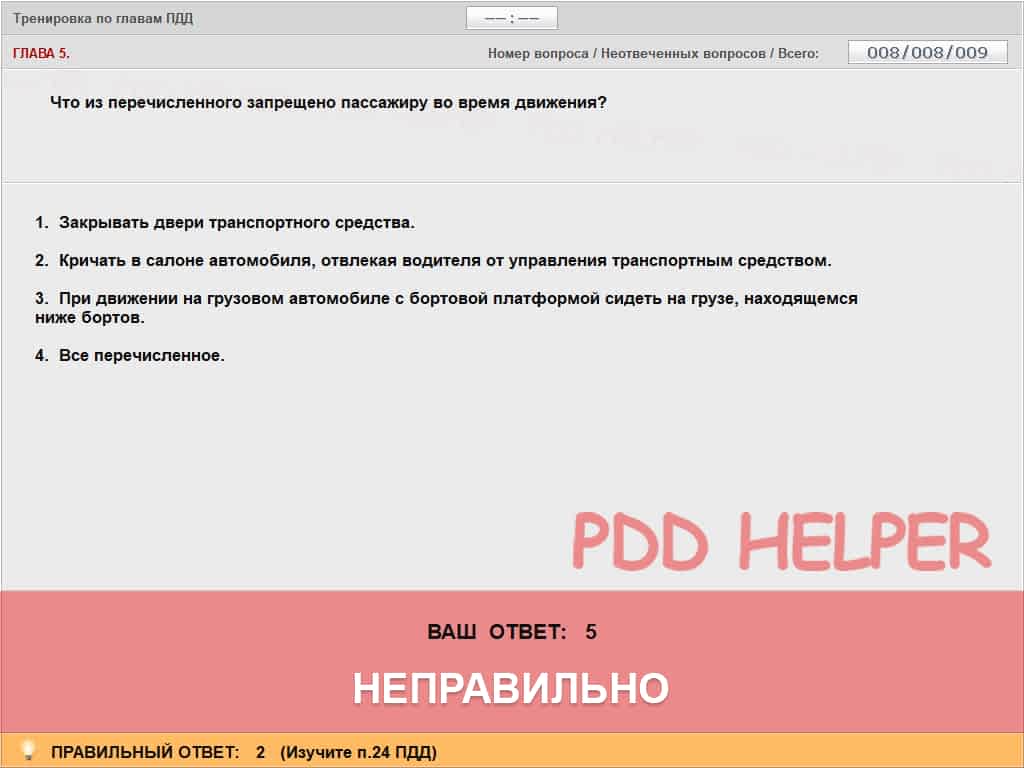 Тренировка по главам ПДД
—— : ——
ГЛАВА 5.
Номер вопроса / Неотвеченных вопросов / Всего:
008/008/009
Что из перечисленного запрещено пассажиру во время движения?
1. Закрывать двери транспортного средства.
2. Кричать в салоне автомобиля, отвлекая водителя от управления транспортным средством.
3. При движении на грузовом автомобиле с бортовой платформой сидеть на грузе, находящемся
ниже бортов.
4. Все перечисленное.
PDD HELPER
ВАШ ОТВЕТ: 5
НЕПРАВИЛЬНО
ПРАВИЛЬНЫЙ ОТВЕТ: 2 (Изучите п.24 ПДД)